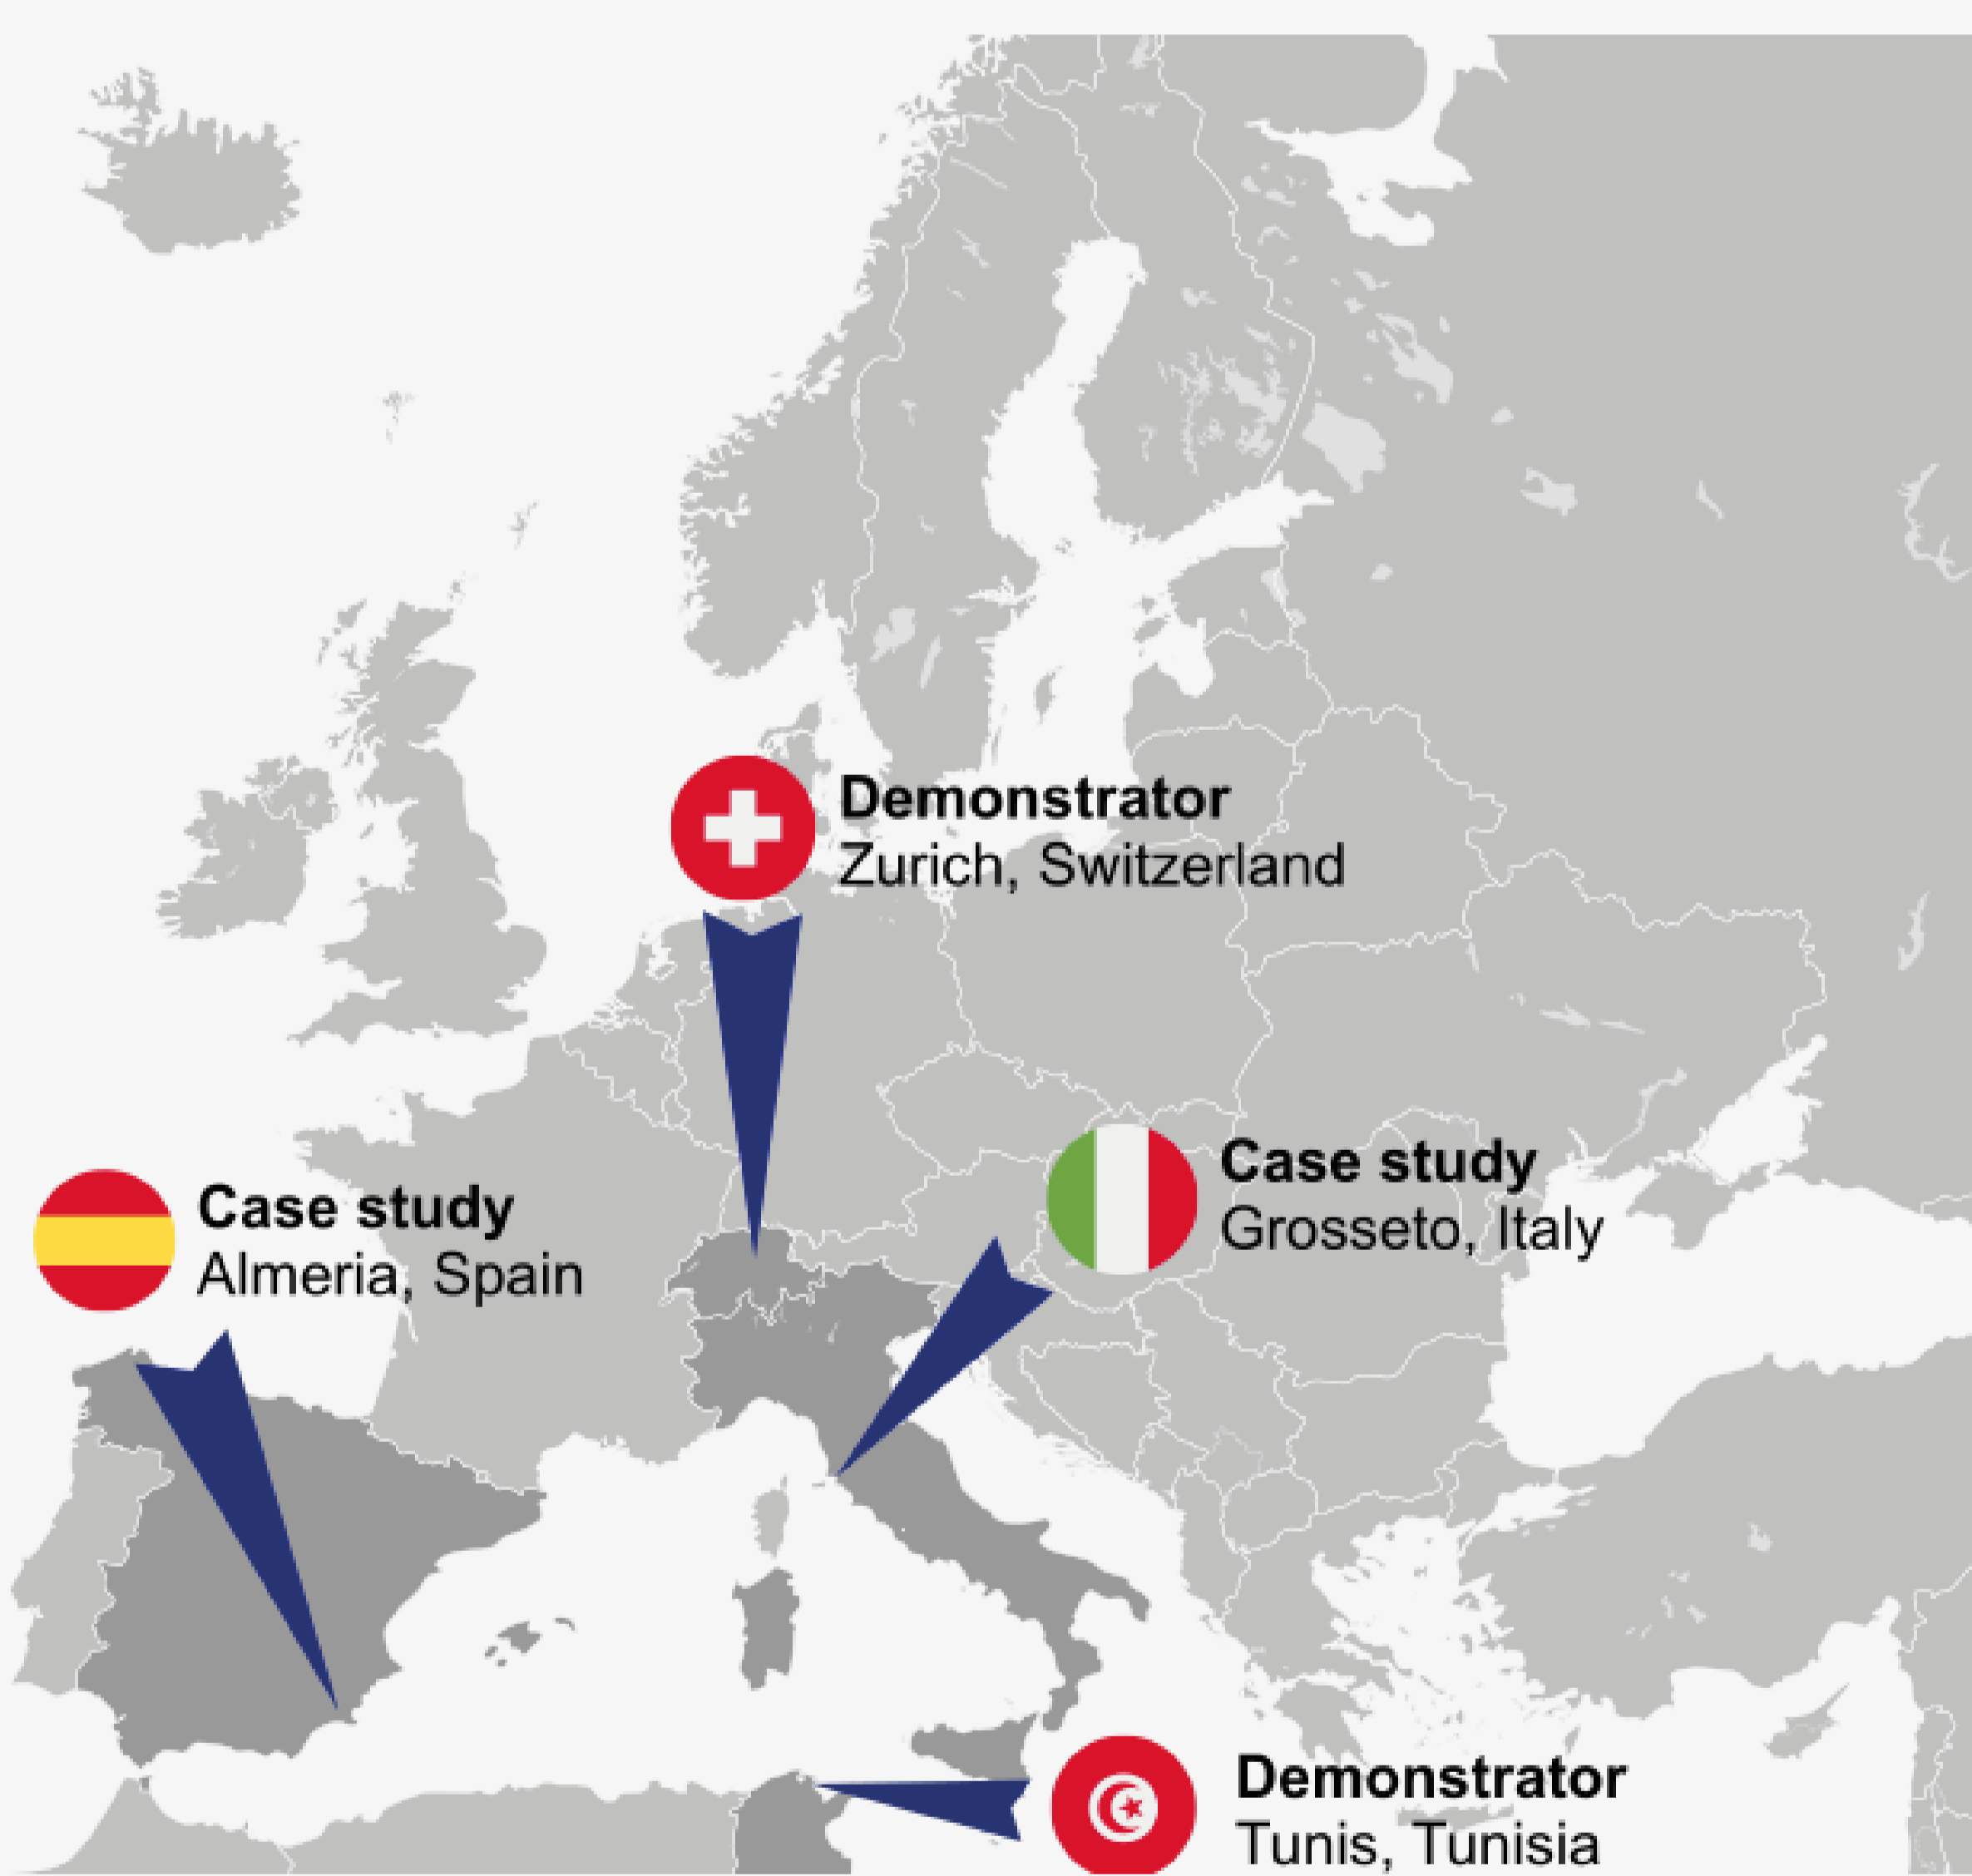 Demonstrator
Zurich, Switzerland
Case study
Grosseto, Italy
Case study
Almeria, Spain
Demonstrator
Tunis, Tunisia